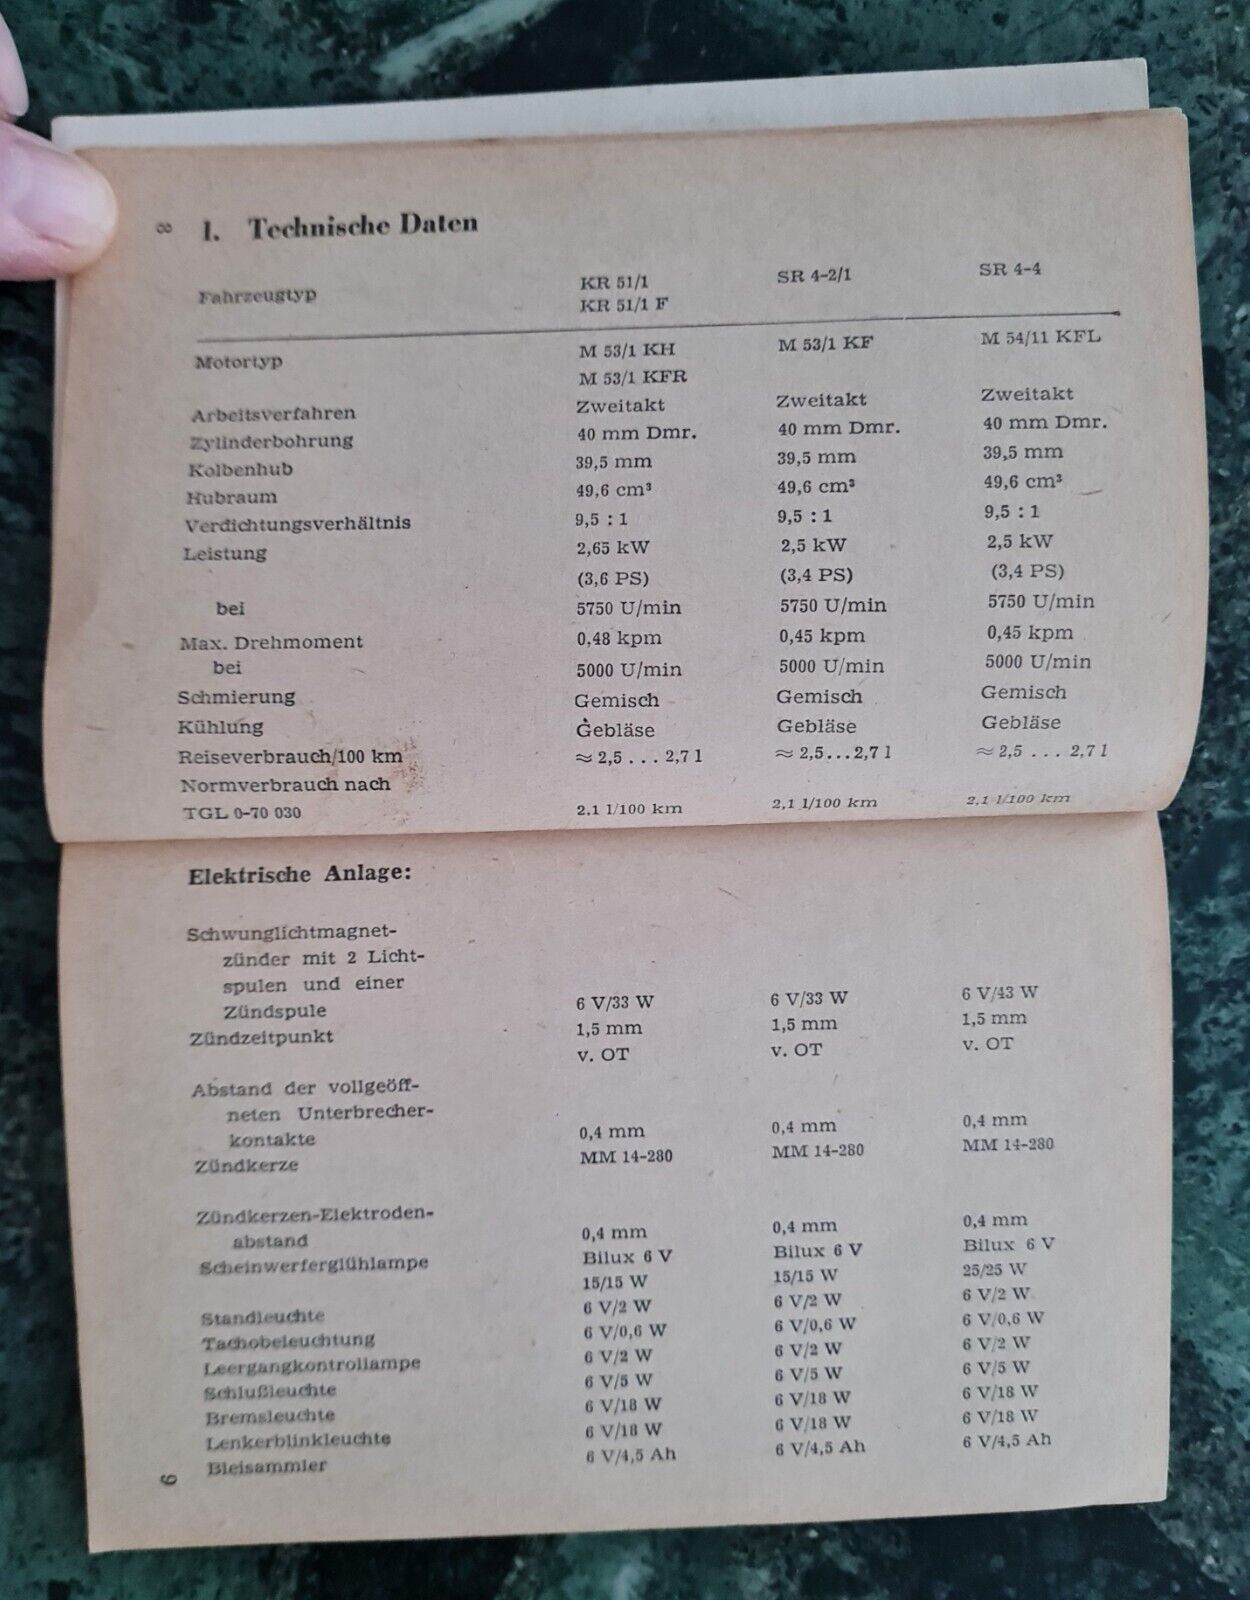 8
1. Technische Daten
Fahrzeugtyp KR 51/1 SR 4-2/1 SR 4-4
KR 51/1 F
Motortyp M 53/1 KH M 53/1 KF M 54/11 KFL
M 53/1 KFR
Arbeitsverfahren Zweitakt Zweitakt Zweitakt
Zylinderbohrung 40 mm Dmr. 40 mm Dmr. 40 mm Dmr.
Kolbenhub 39,5 mm 39,5 mm 39,5 mm
Hubraum 49,6 cm³ 49,6 cm³ 49,6 cm³
Verdichtungsverhältnis 9,5 : 1 9,5 : 1 9,5 : 1
Leistung 2,65 kW 2,5 kW 2,5 kW
(3,6 PS) (3,4 PS) (3,4 PS)
bei 5750 U/min 5750 U/min 5750 U/min
Max. Drehmoment 0,48 kpm 0,45 kpm 0,45 kpm
bei 5000 U/min 5000 U/min 5000 U/min
Schmierung Gemisch Gemisch Gemisch
Kühlung Gebläse Gebläse Gebläse
Reiseverbrauch/100 km ≈ 2,5 . . . 2,7 l ≈ 2,5...2,7 l ≈ 2,5 . . . 2,7 l
Normverbrauch nach
TGL 0-70 030 2,1 l/100 km 2,1 l/100 km 2,1 l/100 km
Elektrische Anlage:
Schwunglichtmagnet-
zünder mit 2 Licht-
spulen und einer
Zündspule 6 V/33 W 6 V/33 W 6 V/43 W
Zündzeitpunkt 1,5 mm 1,5 mm 1,5 mm
v. OT v. OT v. OT
Abstand der vollgeöff-
neten Unterbrecher-
kontakte 0,4 mm 0,4 mm 0,4 mm
Zündkerze MM 14-280 MM 14-280 MM 14-280
Zündkerzen-Elektroden-
abstand 0,4 mm 0,4 mm 0,4 mm
Scheinwerferglühlampe Bilux 6 V Bilux 6 V Bilux 6 V
15/15 W 15/15 W 25/25 W
Standleuchte 6 V/2 W 6 V/2 W 6 V/2 W
Tachobeleuchtung 6 V/0,6 W 6 V/0,6 W 6 V/0,6 W
Leergangkontrollampe 6 V/2 W 6 V/2 W 6 V/2 W
Schlußleuchte 6 V/5 W 6 V/5 W 6 V/5 W
Bremsleuchte 6 V/18 W 6 V/18 W 6 V/18 W
Lenkerblinkleuchte 6 V/18 W 6 V/18 W 6 V/18 W
Bleisammler 6 V/4,5 Ah 6 V/4,5 Ah 6 V/4,5 Ah
9